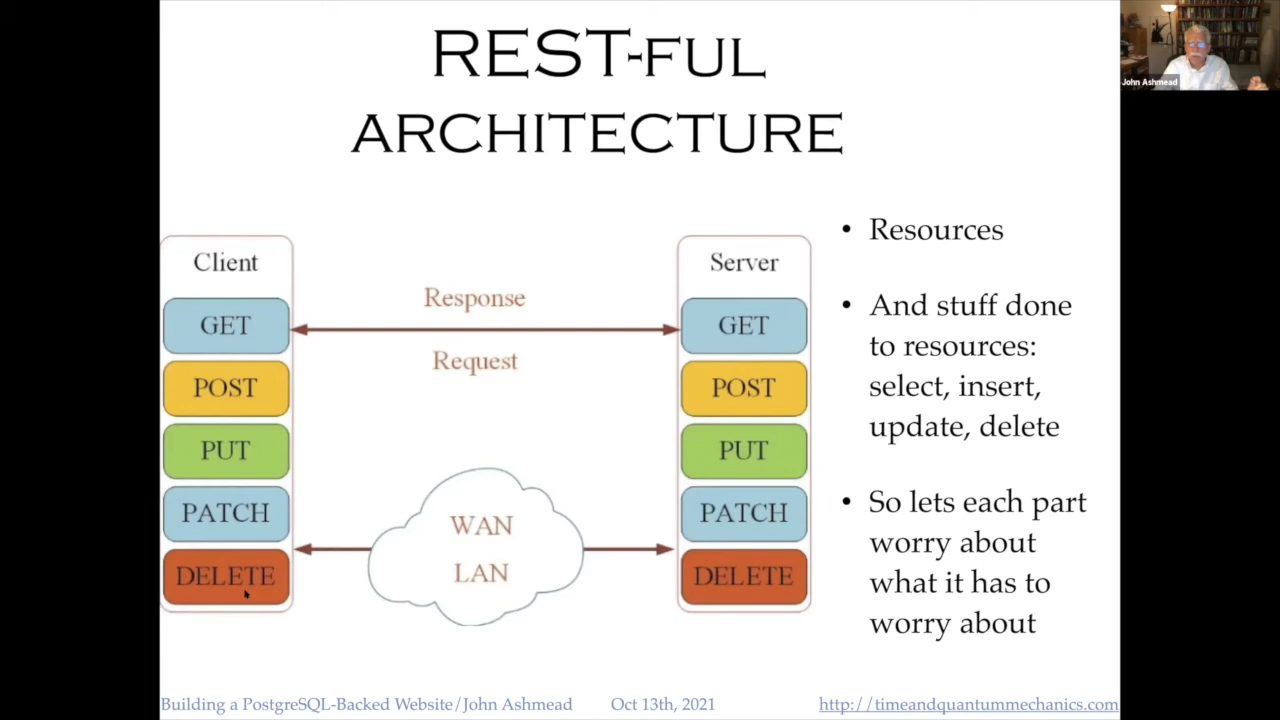 REST-FUL
ARCHITECTURE
John Ashmead
Client
GET
POST
PUT
PATCH
DELETE
Response
Request
WAN
LAN
Server
GET
POST
PUT
PATCH
DELETE
• Resources
• And stuff done
to resources:
select, insert,
update, delete
• So lets each part
worry about
what it has to
worry about
Building a PostgreSQL-Backed Website/John Ashmead
Oct 13th, 2021
http://timeandquantummechanics.com